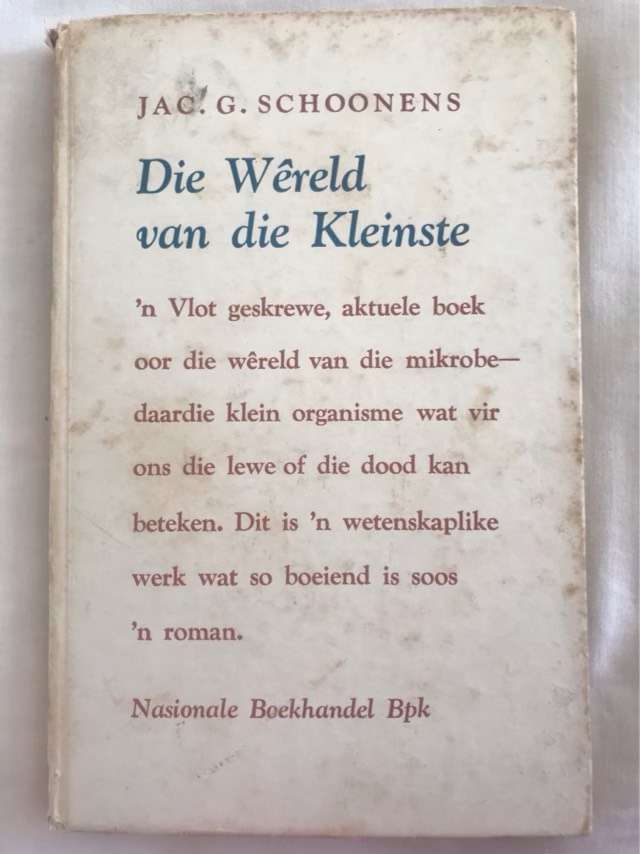 JAC. G. SCHOONENS
Die Wêreld
van die Kleinste
'n Vlot geskrewe, aktuele boek
oor die wêreld van die mikrobe—
daardie klein organisme wat vir
ons die lewe of die dood kan
beteken. Dit is 'n wetenskaplike
werk wat so boeiend is soos
'n roman.
Nasionale Boekhandel Bpk